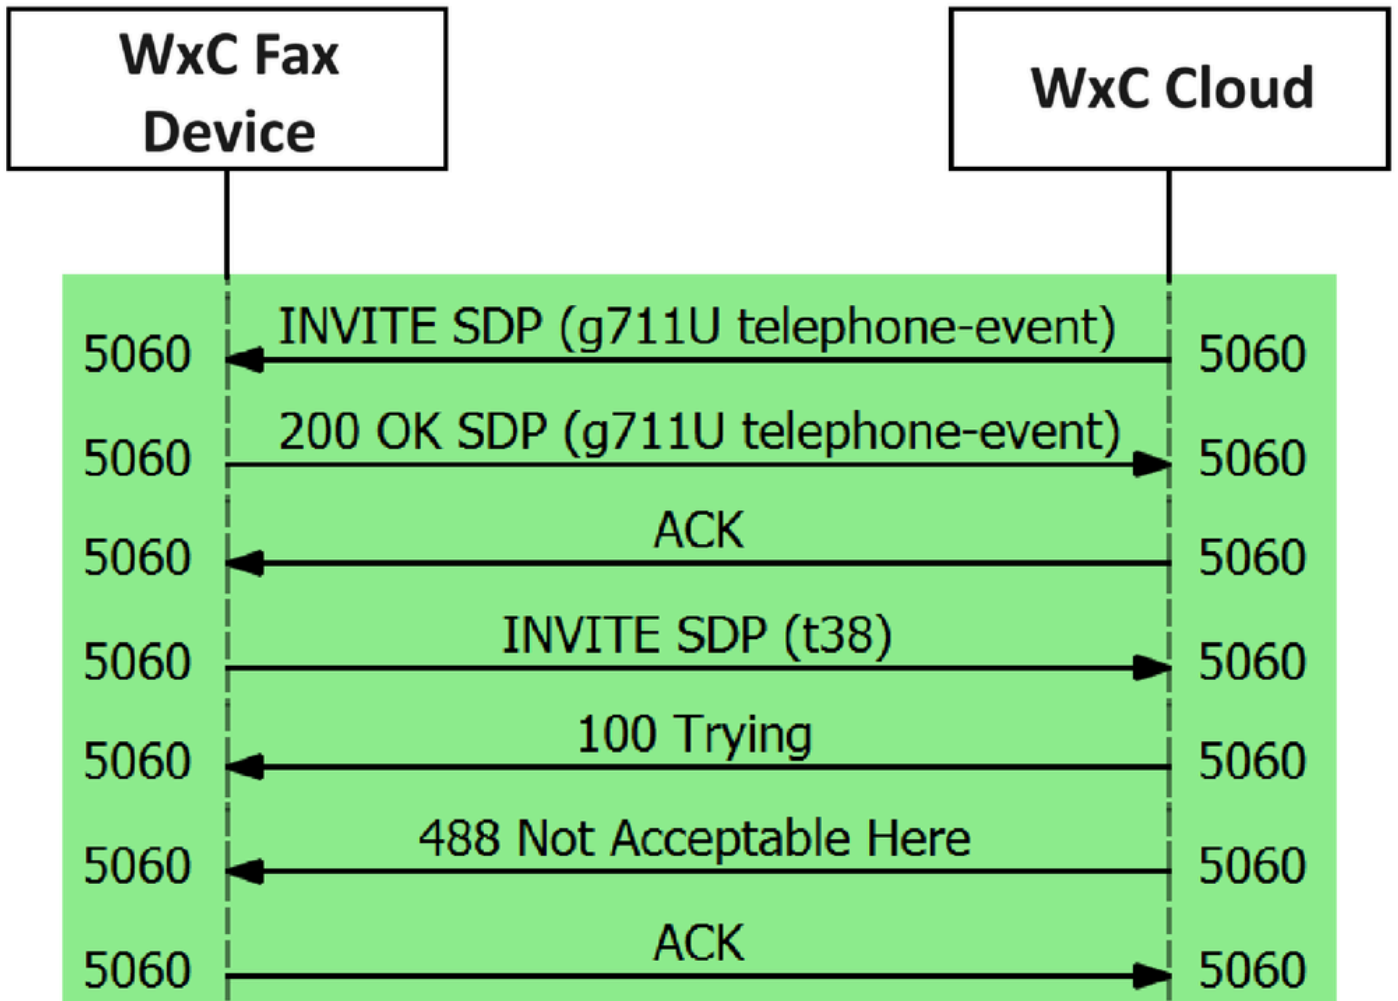 WxC Fax
Device
WxC Cloud
INVITE SDP (g711U telephone-event)
5060 5060
200 OK SDP (g711U telephone-event)
5060 5060
ACK
5060 5060
INVITE SDP (t38)
5060 5060
100 Trying
5060 5060
488 Not Acceptable Here
5060 5060
ACK
5060 5060